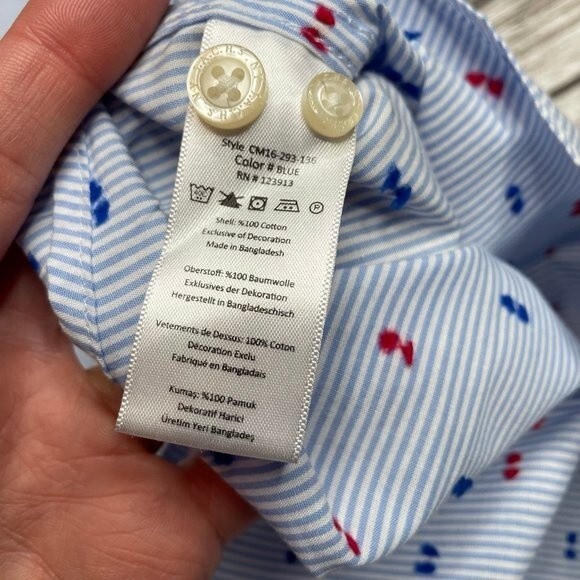 Style CM16-293-136
Color # BLUE
RN # 123913
P
Shell: %100 Cotton
Exclusive of Decoration
Made in Bangladesh
Oberstoff: %100 Baumwolle
Exklusives der Dekoration
Hergestellt in Bangladeschisch
Vetements de Dessus: 100% Coton
Décoration Exclu
Fabriqué en Bangladais
Kumaş: %100 Pamuk
Dekoratif Harici
Üretim Yeri Bangladeş